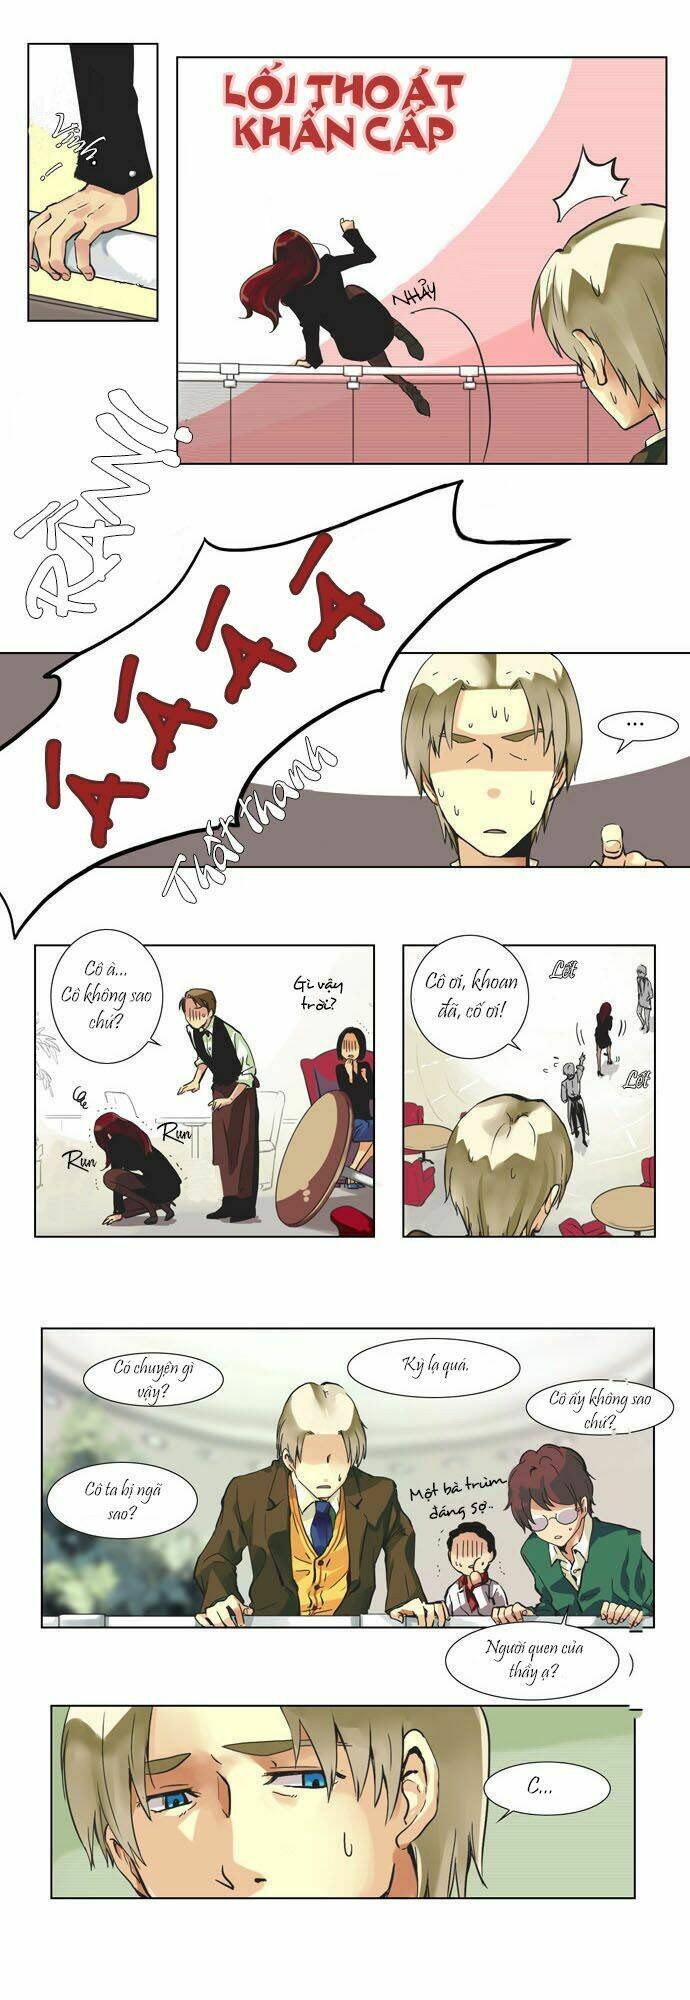 Vịnh.
!
LỐI THOÁT
KHẨN CẤP
NHẢY
RẦM!!
Á Á Á Á
Thất thanh
...
Cô à...
Cô không sao
chứ?
Gì vậy
trời?
Run
Run
Cô ơi, khoan
đã, cố ơi!
Lết
Lết
Có chuyện gì
vậy?
Kỳ lạ quá.
Cô ấy không sao
chứ?
Cô ta bị ngã
sao?
Một bà trùm
đáng sợ..
Người quen của
thầy ạ?
C...